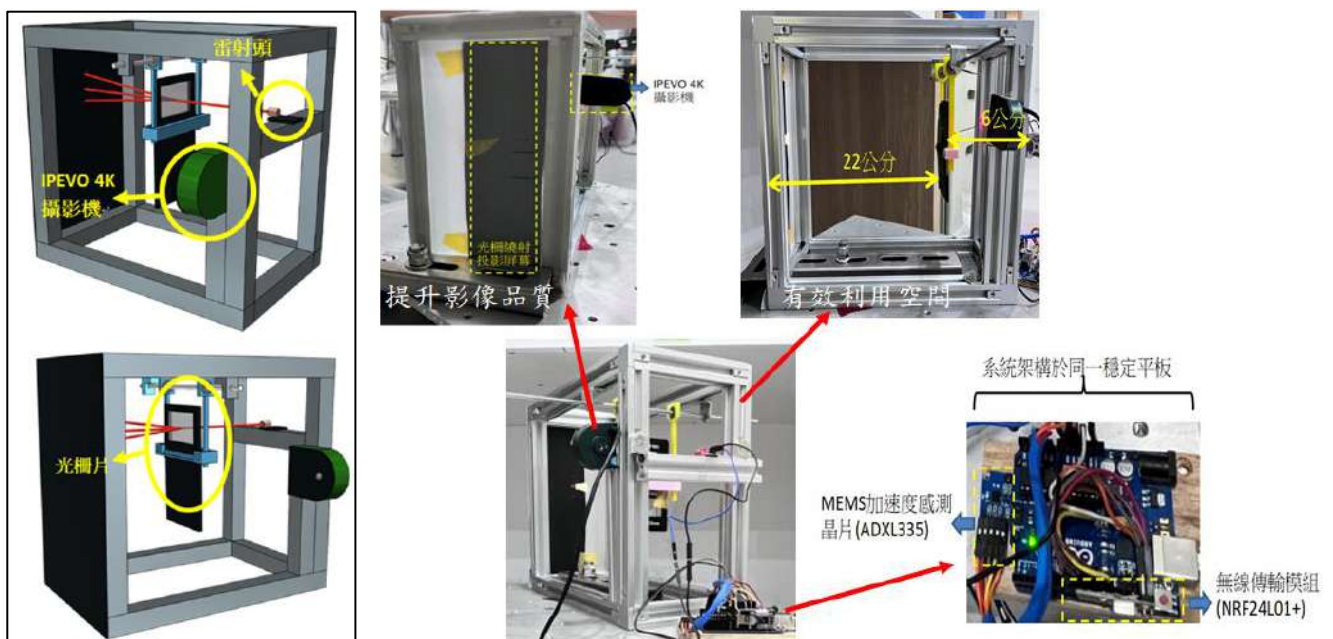 雷射頭
IPEVO 4K
攝影機
光柵片
IPEVO 4K
攝影機
光柵繞射
投影屏幕
提升影像品質
22公分
6公分
有效利用空間
系統架構於同一穩定平板
MEMS加速度感測
晶片(ADXL335)
無線傳輸模組
(NRF24L01+)